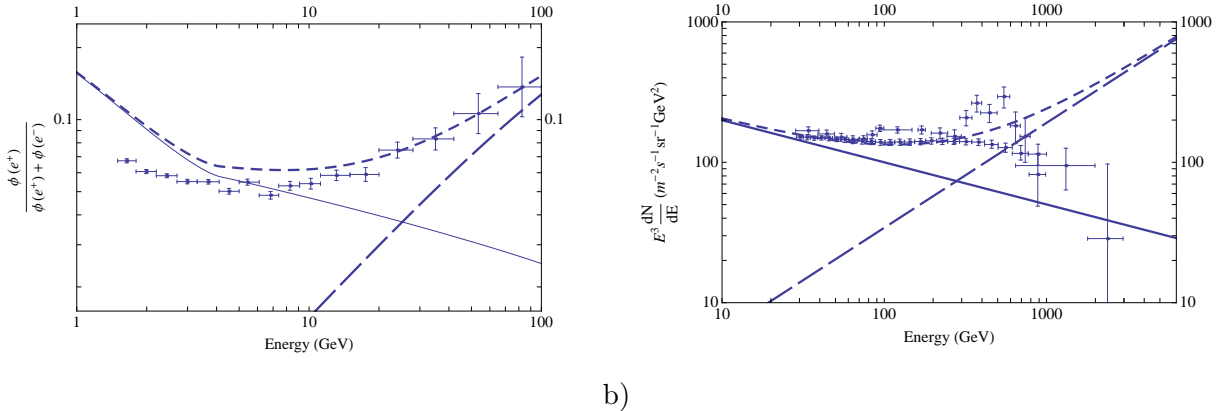 1 10 100
0.1 0.1
ϕ(e⁺)
ϕ(e⁺) + ϕ(e⁻)
1 10 100
Energy (GeV)
10 100 1000
1000 1000
100 100
10 10
E³ dN/dE (m⁻²s⁻¹sr⁻¹GeV²)
10 100 1000
Energy (GeV)
b)